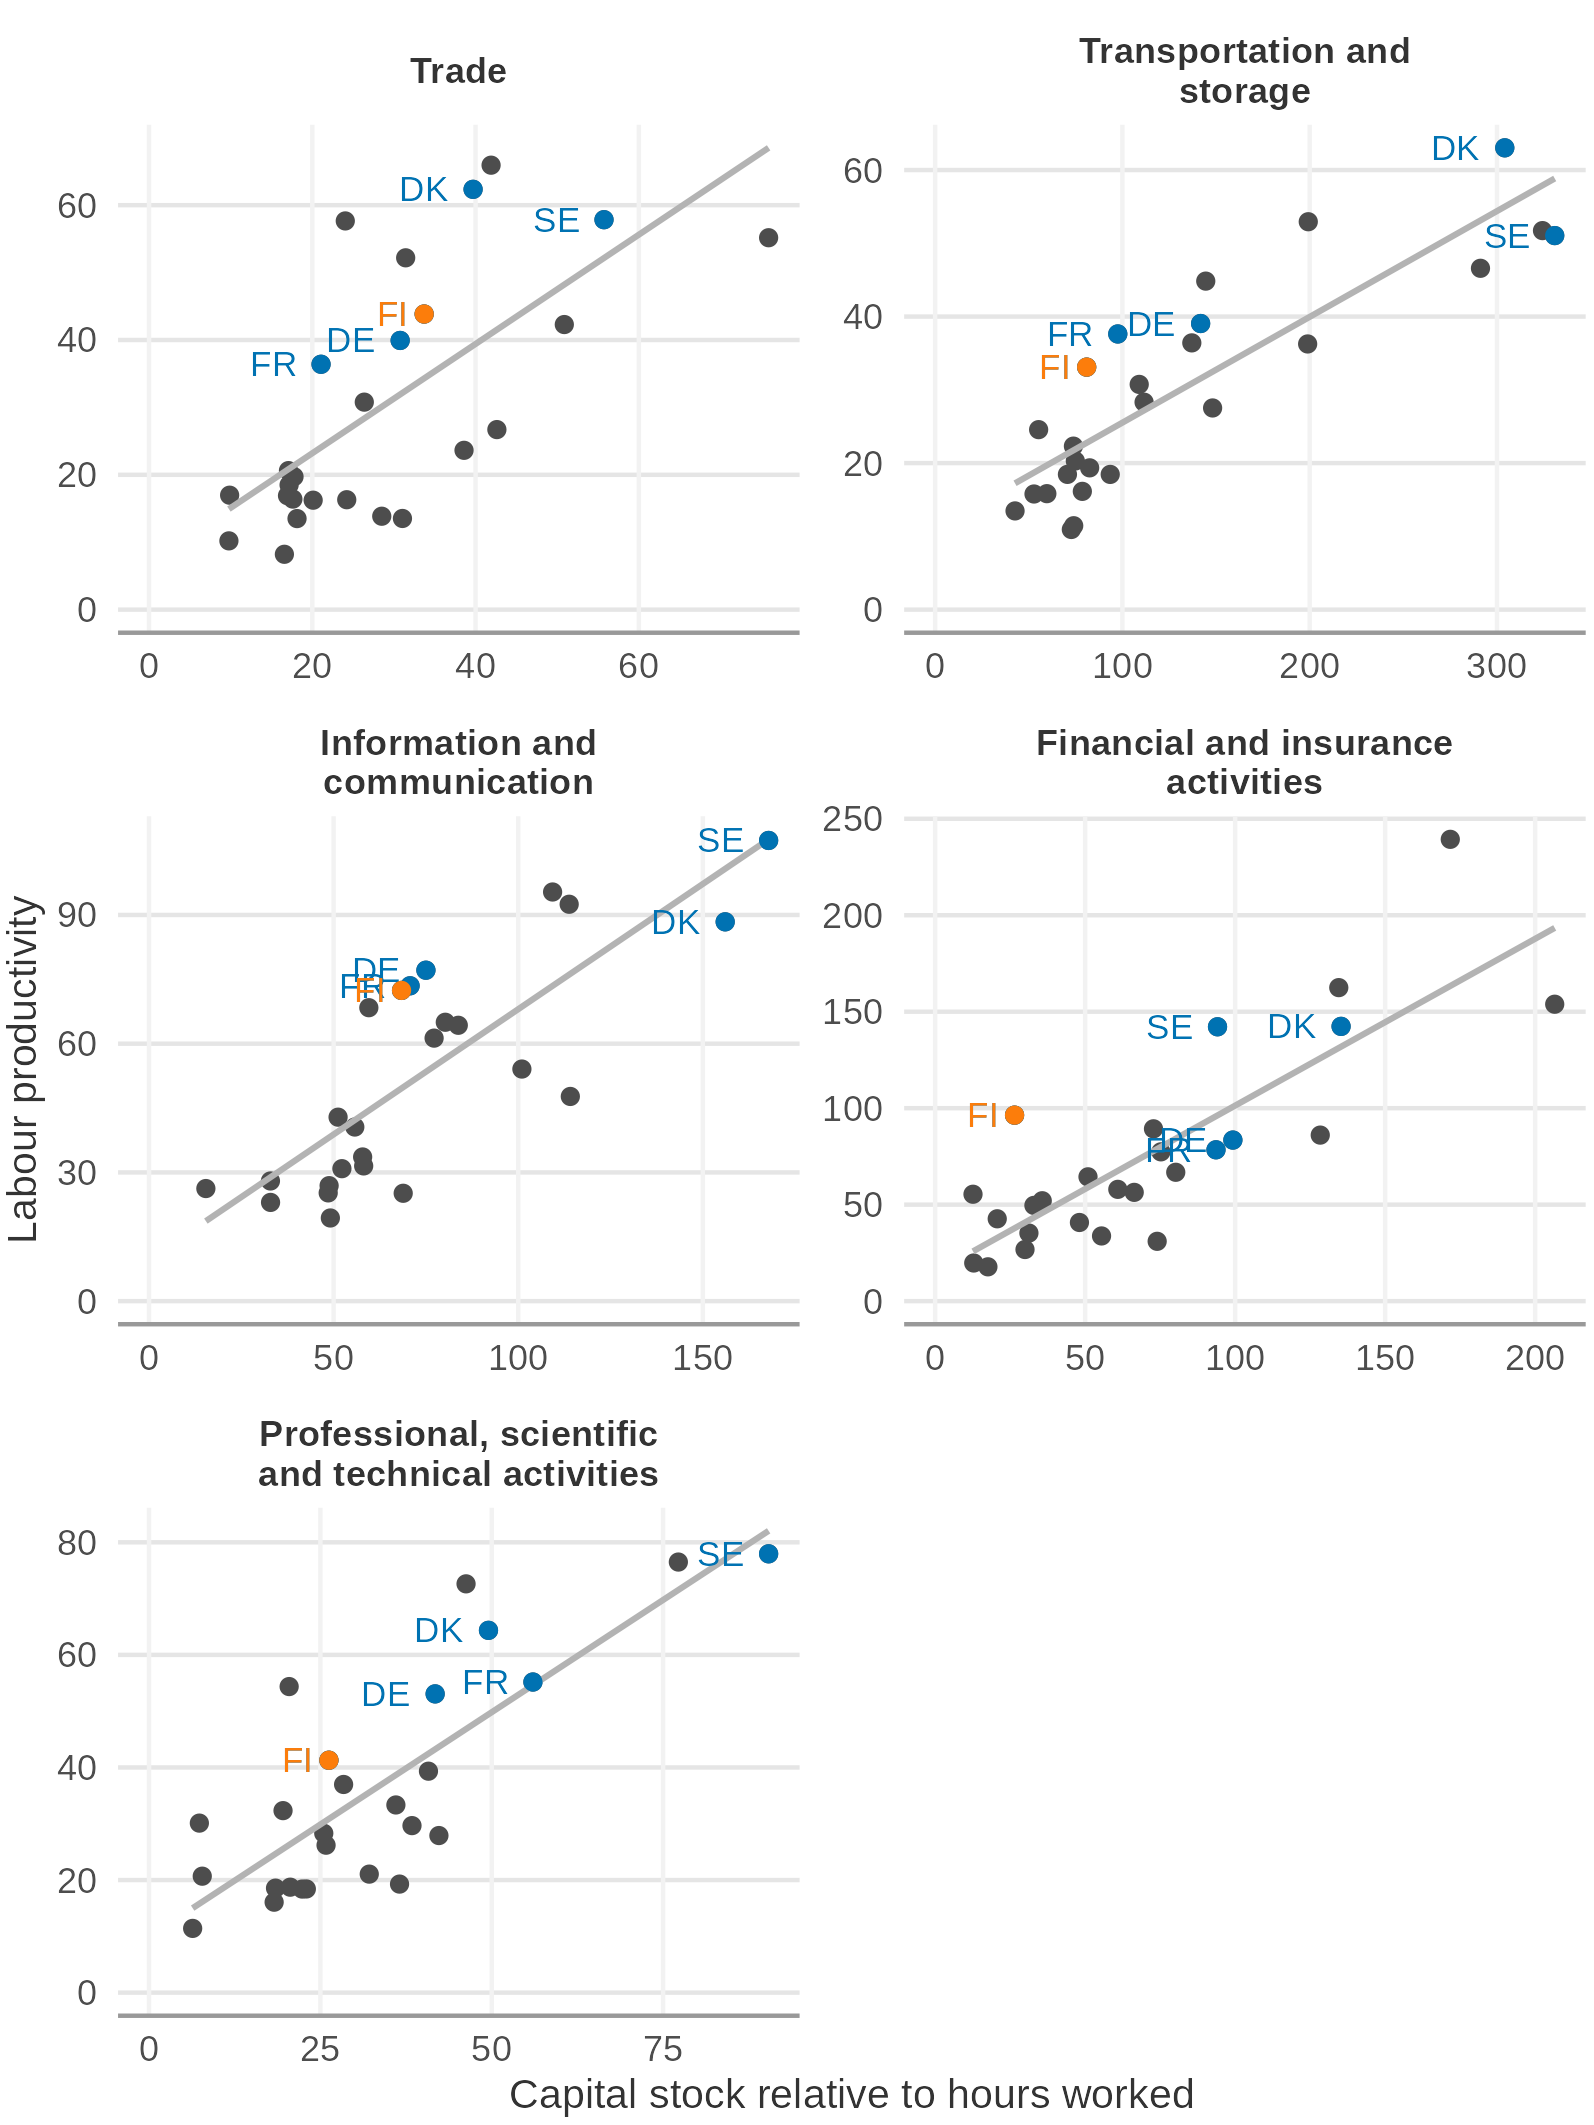 Trade
DK
SE
FI
DE
FR
60
40
20
0
0 20 40 60
Transportation and
storage
DK
SE
FR
DE
FI
60
40
20
0
0 100 200 300
Information and
communication
SE
DK
DE
FR
FI
90
60
30
0
0 50 100 150
Financial and insurance
activities
SE
DK
FI
DE
FR
250
200
150
100
50
0
0 50 100 150 200
Professional, scientific
and technical activities
SE
DK
FR
DE
FI
80
60
40
20
0
0 25 50 75
Labour productivity
Capital stock relative to hours worked